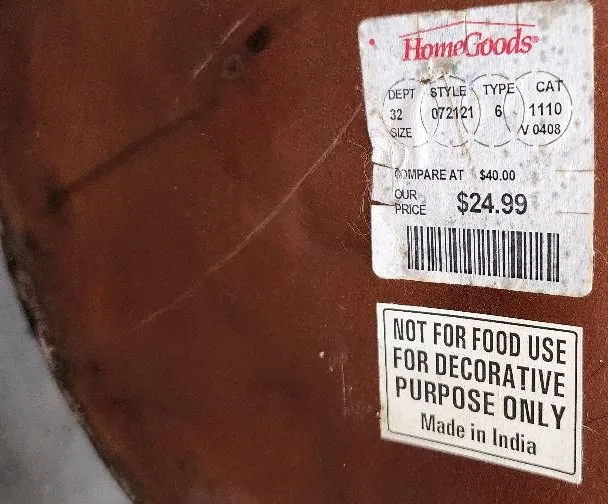 HomeGoods®
DEPT STYLE TYPE CAT
32 072121 6 1110
SIZE V 0408
COMPARE AT $40.00
OUR
PRICE $24.99
NOT FOR FOOD USE
FOR DECORATIVE
PURPOSE ONLY
Made in India